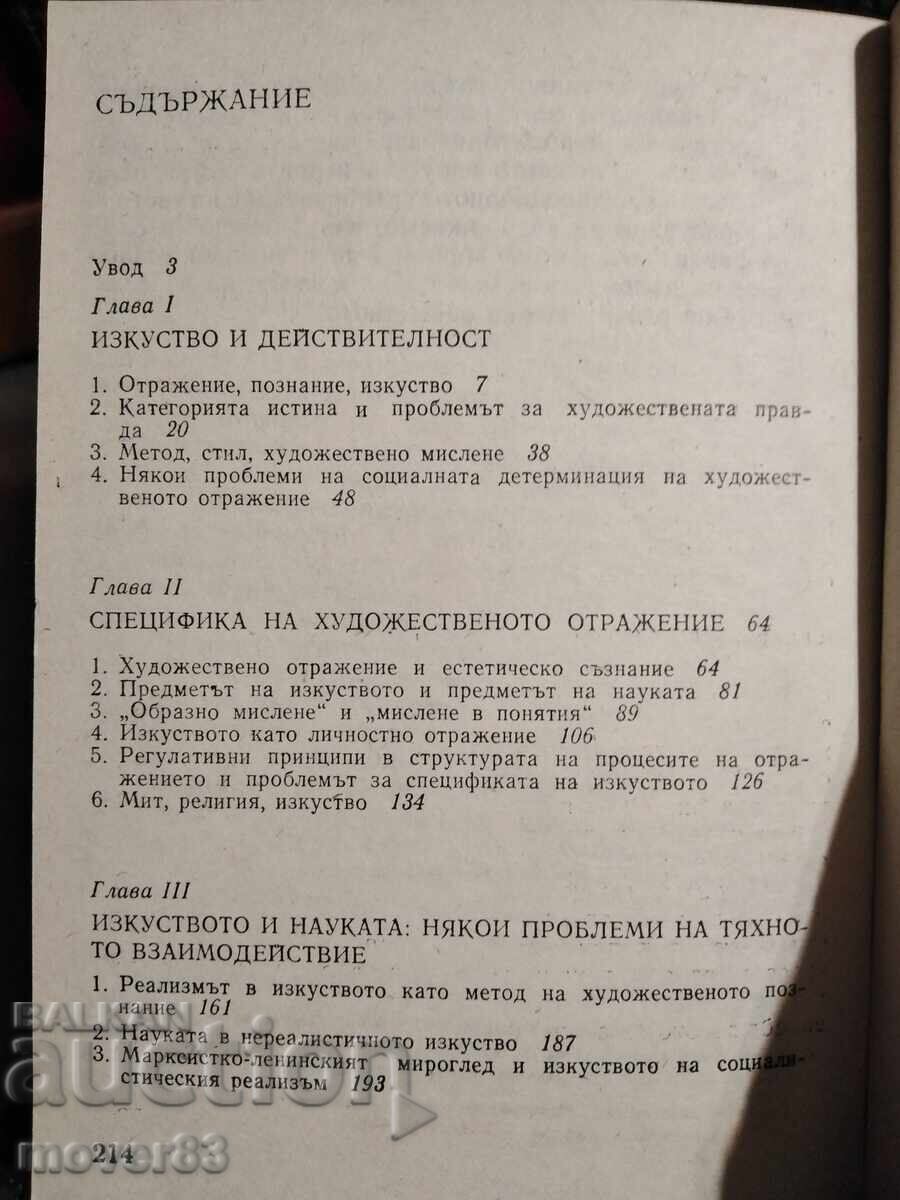 СЪДЪРЖАНИЕ
Увод 3
Глава I
ИЗКУСТВО И ДЕЙСТВИТЕЛНОСТ
1. Отражение, познание, изкуство 7
2. Категорията истина и проблемът за художествената прав-
да 20
3. Метод, стил, художествено мислене 38
4. Някои проблеми на социалната детерминация на художест-
веното отражение 48
Глава II
СПЕЦИФИКА НА ХУДОЖЕСТВЕНОТО ОТРАЖЕНИЕ 64
1. Художествено отражение и естетическо съзнание 64
2. Предметът на изкуството и предметът на науката 81
3. „Образно мислене“ и „мислене в понятия“ 89
4. Изкуството като личностно отражение 106
5. Регулативни принципи в структурата на процесите на отра-
жението и проблемът за спецификата на изкуството 126
6. Мит, религия, изкуство 134
Глава III
ИЗКУСТВОТО И НАУКАТА: НЯКОИ ПРОБЛЕМИ НА ТЯХНО-
ТО ВЗАИМОДЕЙСТВИЕ
1. Реализмът в изкуството като метод на художественото поз-
нание 161
2. Науката в нереалистичното изкуство 187
3. Марксистко-ленинският мироглед и изкуството на социали-
стическия реализъм 193
214
BALKAN
auction
mover83